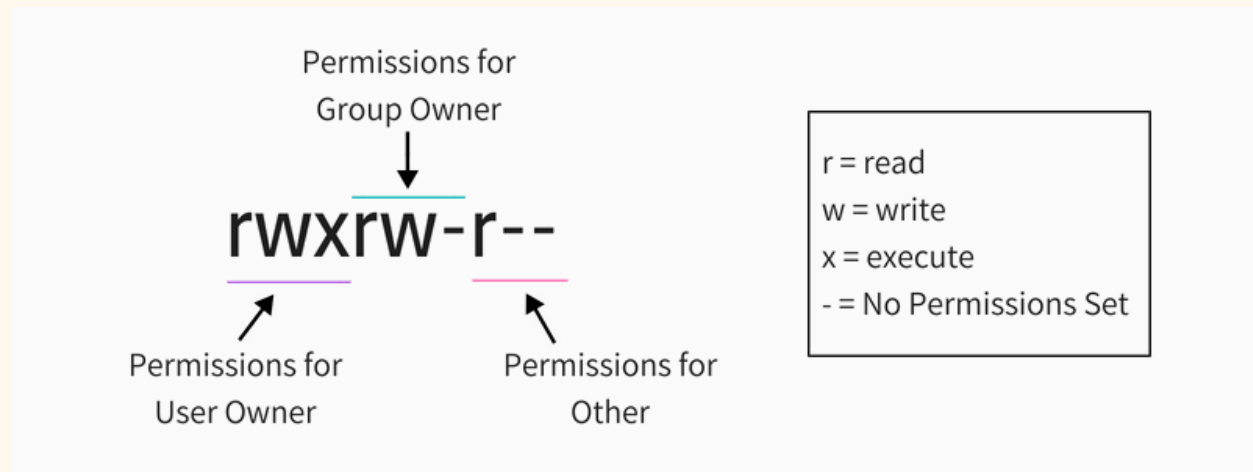 Permissions for
Group Owner
rwxrw-r--
Permissions for
User Owner
Permissions for
Other
r = read
w = write
x = execute
- = No Permissions Set